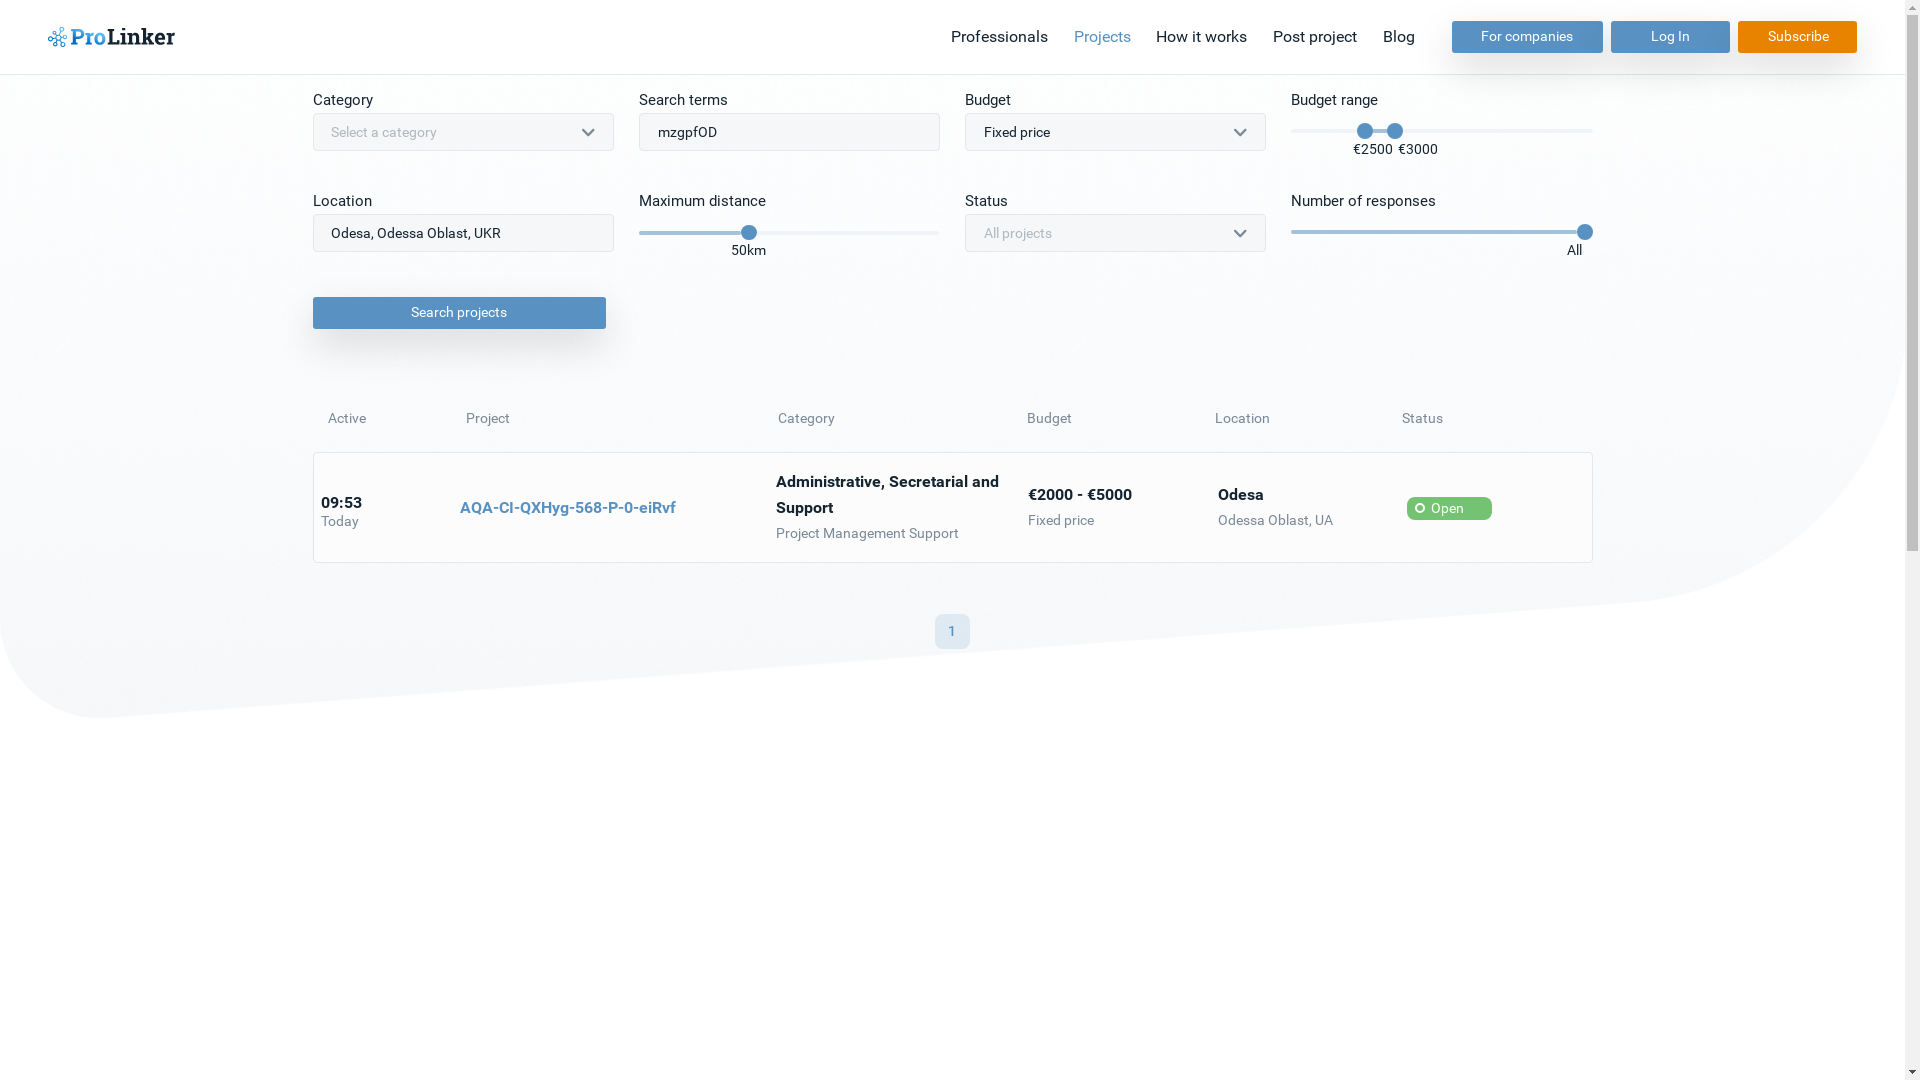 ProLinker
Professionals
Projects
How it works
Post project
Blog
For companies
Log In
Subscribe
Category
Search terms
Budget
Budget range
Select a category
mzgpfOD
Fixed price
€2500 €3000
Location
Maximum distance
Status
Number of responses
Odesa, Odessa Oblast, UKR
50km
All projects
All
Search projects
Active
Project
Category
Budget
Location
Status
09:53
Today
AQA-CI-QXHyg-568-P-0-eiRvf
Administrative, Secretarial and
Support
Project Management Support
€2000 - €5000
Fixed price
Odesa
Odessa Oblast, UA
Open
1